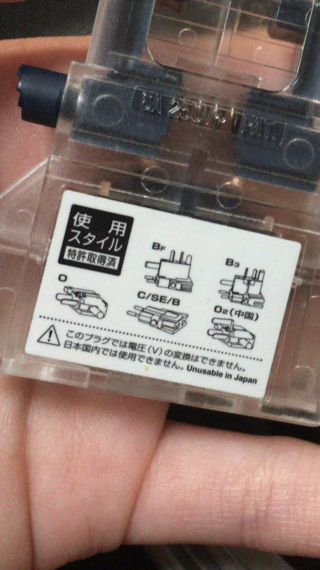 使用
スタイル
特許取得済
BF
B3
O
C/SE/B
O2(中国)
このプラグでは電圧(V)の変換はできません。
日本国内では使用できません。Unusable in Japan